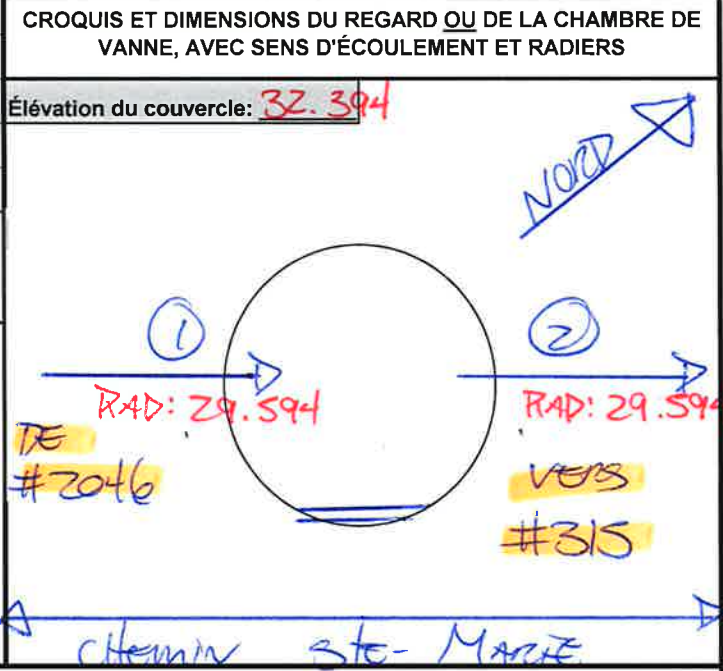 CROQUIS ET DIMENSIONS DU REGARD OU DE LA CHAMBRE DE
VANNE, AVEC SENS D'ÉCOULEMENT ET RADIERS
Élévation du couvercle: 32.394
NORD
1
2
RAD: 29.594
RAD: 29.594
DE
#2046
VERS
#315
CHEMIN STE-MARIE